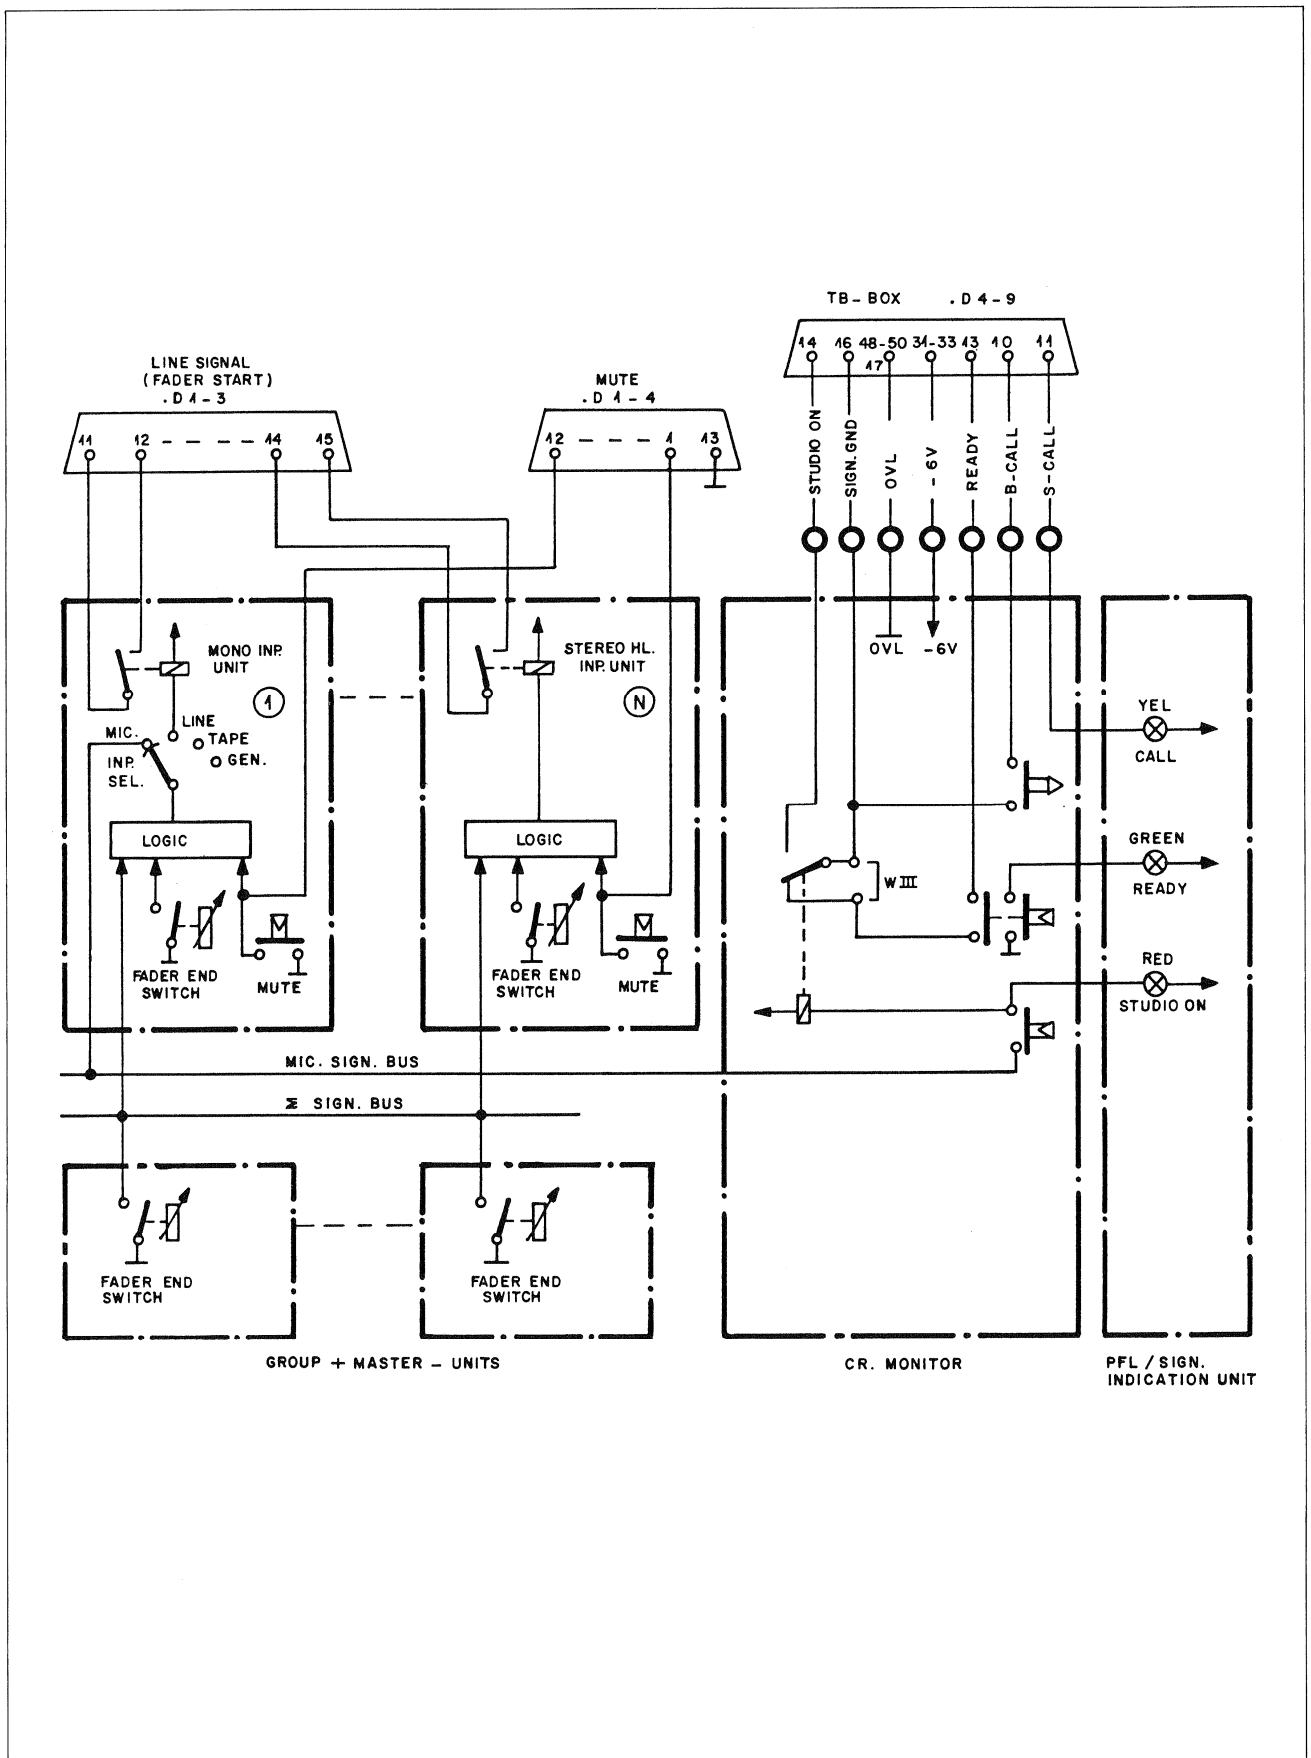 TB-BOX .D4-9
14 16 48-50 31-33 13 10 11
17
LINE SIGNAL
(FADER START)
.D1-3
11 12 14 15
MUTE
.D1-4
12 1 13
STUDIO ON
SIGN.GND
OVL
-6V
READY
B-CALL
S-CALL
MONO INP.
UNIT
1
STEREO HL.
INP. UNIT
N
OVL -6V
MIC.
LINE
TAPE
GEN.
INP.
SEL.
YEL
CALL
LOGIC
LOGIC
GREEN
READY
W III
M
M
FADER END
SWITCH
MUTE
FADER END
SWITCH
MUTE
RED
STUDIO ON
MIC. SIGN. BUS
SIGN. BUS
FADER END
SWITCH
FADER END
SWITCH
GROUP + MASTER - UNITS
CR. MONITOR
PFL / SIGN.
INDICATION UNIT